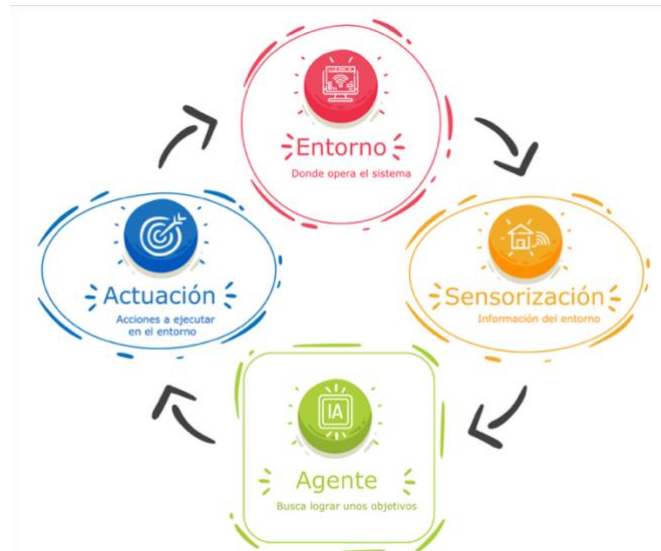 Entorno
Donde opera el sistema
Actuación
Acciones a ejecutar
en el entorno
Sensorización
Información del entorno
IA
Agente
Busca lograr unos objetivos